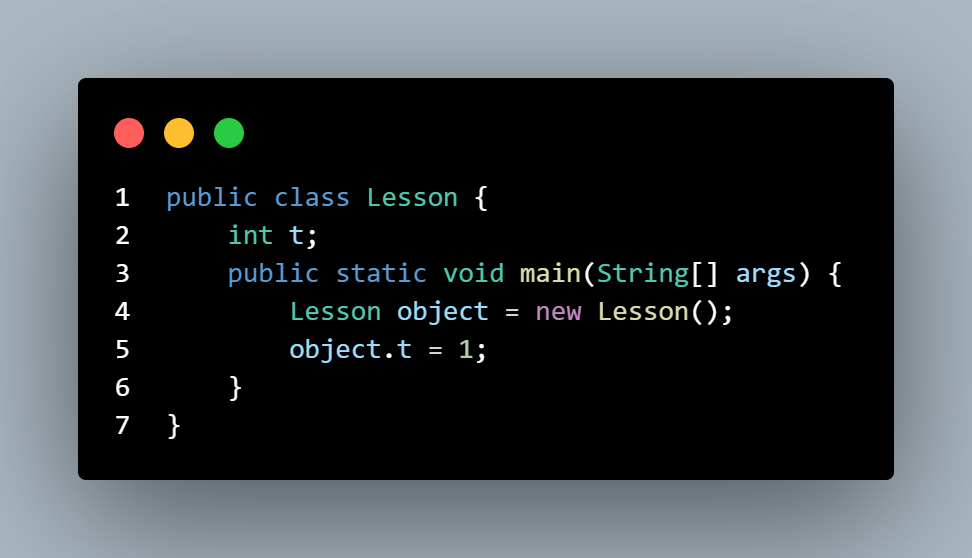 1 public class Lesson {
2     int t;
3     public static void main(String[] args) {
4         Lesson object = new Lesson();
5         object.t = 1;
6     }
7 }